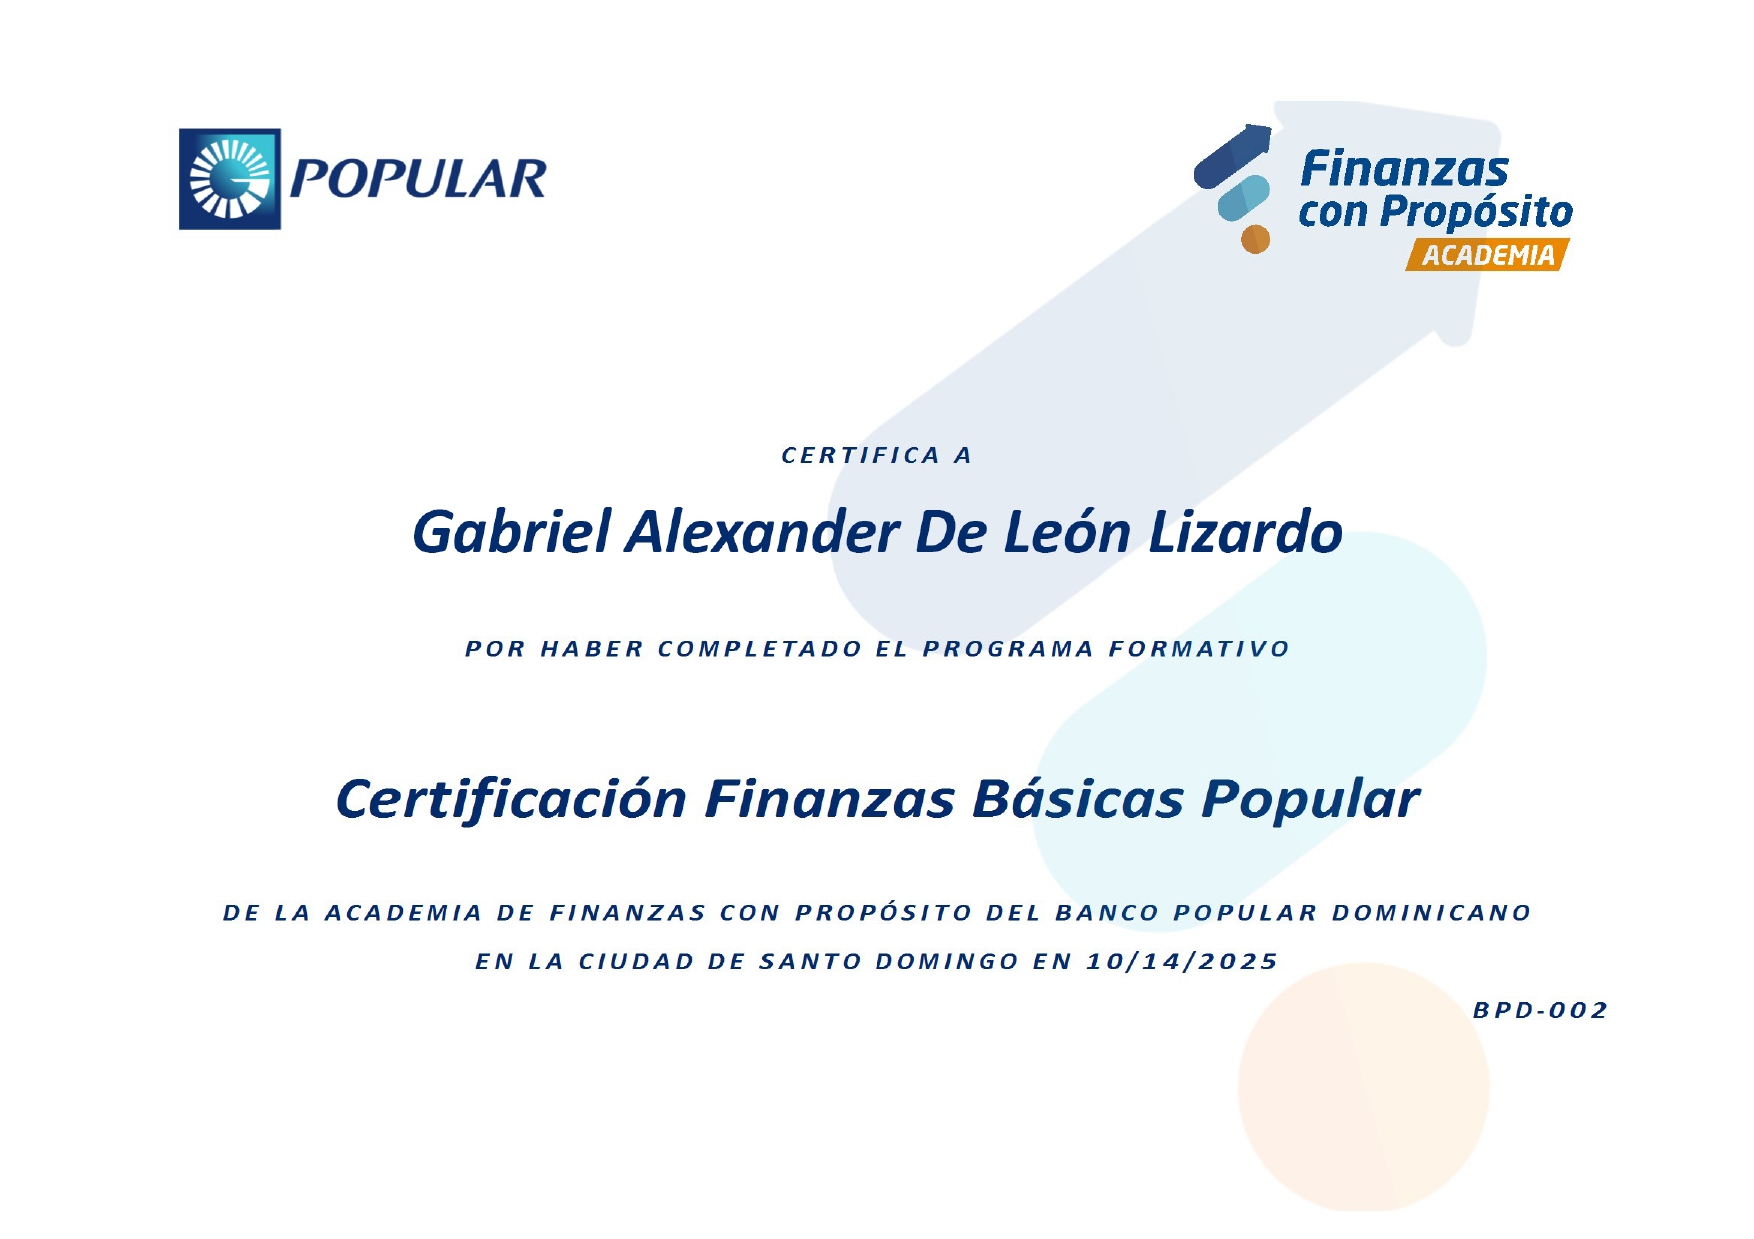 POPULAR
Finanzas
con Propósito
ACADEMIA
CERTIFICA A
Gabriel Alexander De León Lizardo
POR HABER COMPLETADO EL PROGRAMA FORMATIVO
Certificación Finanzas Básicas Popular
DE LA ACADEMIA DE FINANZAS CON PROPÓSITO DEL BANCO POPULAR DOMINICANO
EN LA CIUDAD DE SANTO DOMINGO EN 10/14/2025
BPD-002